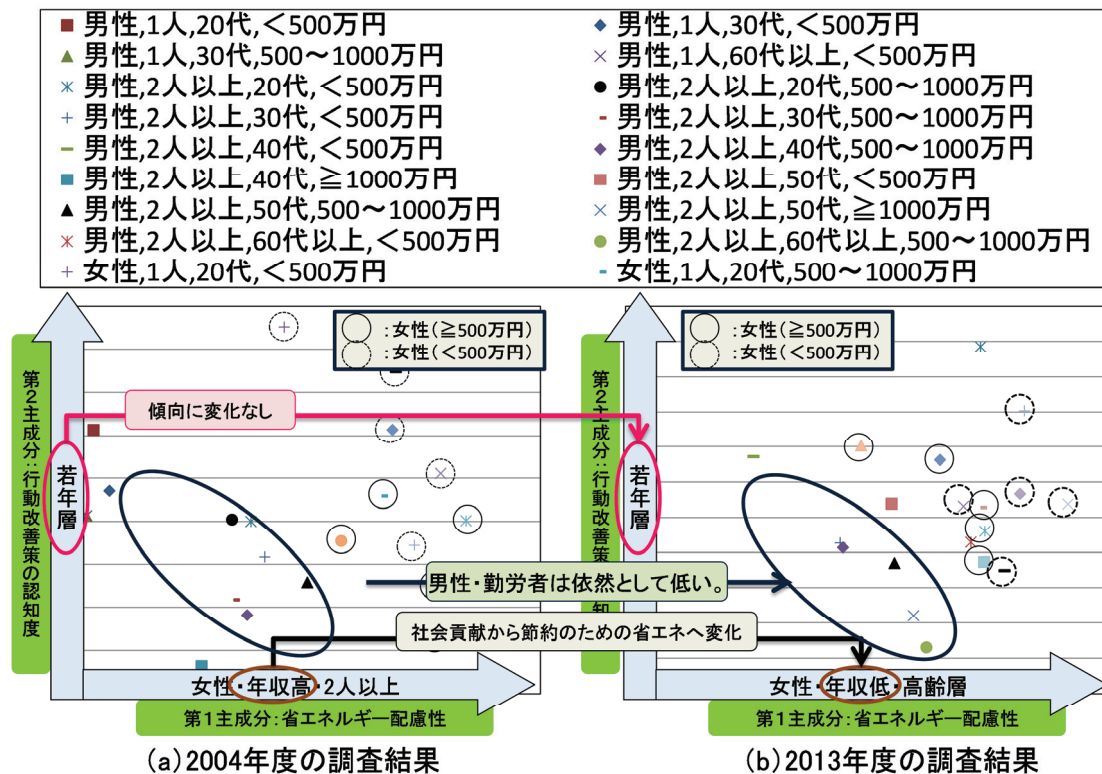 男性,1人,20代,<500万円
男性,1人,30代,<500万円
男性,1人,30代,500〜1000万円
男性,1人,60代以上,<500万円
男性,2人以上,20代,<500万円
男性,2人以上,20代,500〜1000万円
男性,2人以上,30代,<500万円
男性,2人以上,30代,500〜1000万円
男性,2人以上,40代,<500万円
男性,2人以上,40代,500〜1000万円
男性,2人以上,40代,≧1000万円
男性,2人以上,50代,<500万円
男性,2人以上,50代,500〜1000万円
男性,2人以上,50代,≧1000万円
男性,2人以上,60代以上,<500万円
男性,2人以上,60代以上,500〜1000万円
女性,1人,20代,<500万円
女性,1人,20代,500〜1000万円
第2主成分:行動改善策の認知度
若年層
:女性(≧500万円)
:女性(<500万円)
傾向に変化なし
女性・年収高・2人以上
第1主成分:省エネルギー配慮性
(a)2004年度の調査結果
第2主成分:行動改善策
知
若年層
:女性(≧500万円)
:女性(<500万円)
男性・勤労者は依然として低い。
社会貢献から節約のための省エネへ変化
女性・年収低・高齢層
第1主成分:省エネルギー配慮性
(b)2013年度の調査結果